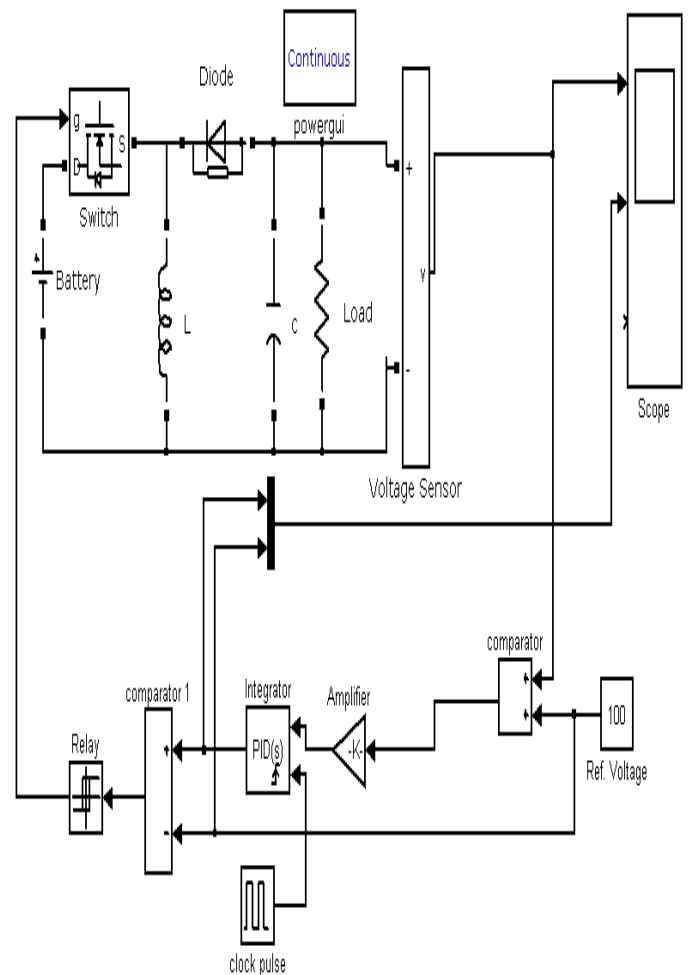 Continuous
powergui
Diode
g
D
S
Switch
+
Battery
L
C
Load
+
v
-
Voltage Sensor
Scope
comparator
+
+
100
Ref. Voltage
Amplifier
-K-
Integrator
PID(s)
comparator 1
+
-
Relay
clock pulse